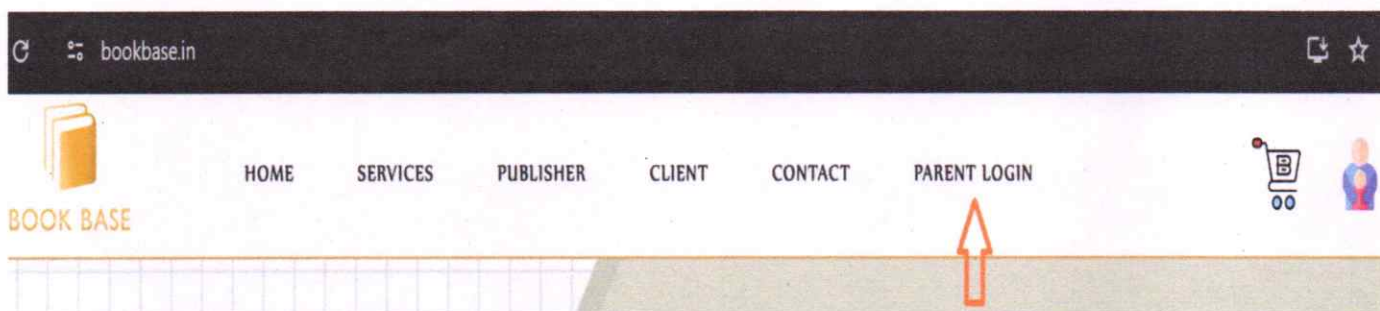 bookbase.in
HOME SERVICES PUBLISHER CLIENT CONTACT PARENT LOGIN
B
BOOK BASE